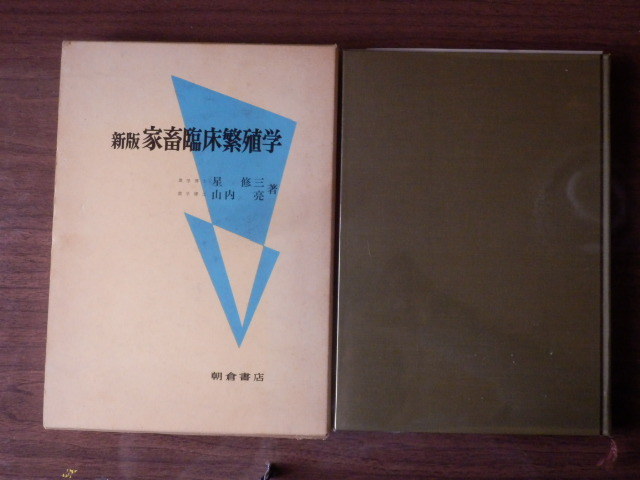 新版 家畜臨床繁殖学
星 修三
山内 亮
著
朝倉書店